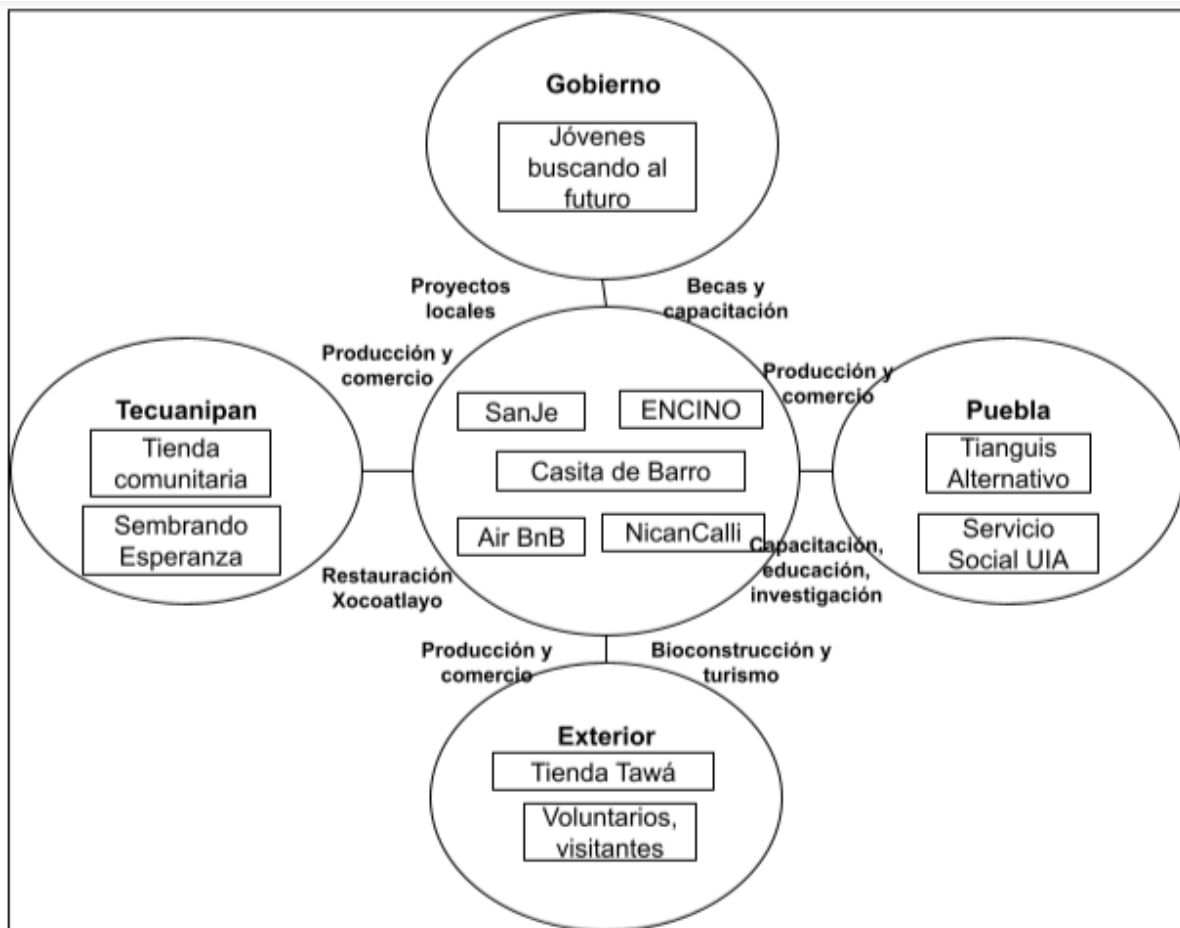 Gobierno
Jóvenes
buscando al
futuro
Proyectos
locales
Becas y
capacitación
Producción y
comercio
Producción y
comercio
Tecuanipan
Tienda
comunitaria
Sembrando
Esperanza
SanJe
ENCINO
Casita de Barro
Air BnB
NicanCalli
Puebla
Tianguis
Alternativo
Servicio
Social UIA
Restauración
Xocoatlayo
Capacitación,
educación,
investigación
Producción y
comercio
Bioconstrucción y
turismo
Exterior
Tienda Tawá
Voluntarios,
visitantes